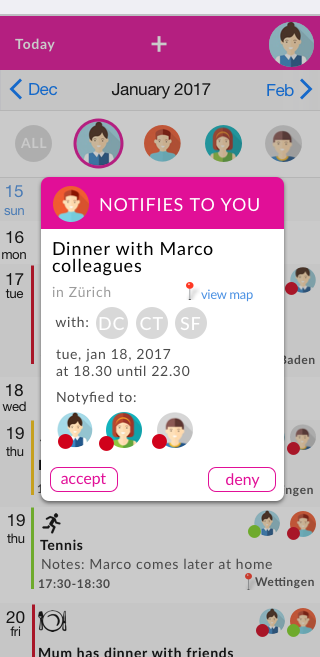 Today
+
Dec
January 2017
Feb
ALL
15
sun
16
mon
17
tue
NOTIFIES TO YOU
Dinner with Marco
colleagues
in Zürich
view map
with: DC CT SF
tue, jan 18, 2017
at 18.30 until 22.30
Notyfied to:
accept
deny
Baden
18
wed
19
thu
ngen
19
thu
Tennis
Notes: Marco comes later at home
17:30-18:30
Wettingen
20
fri
Mum has dinner with friends